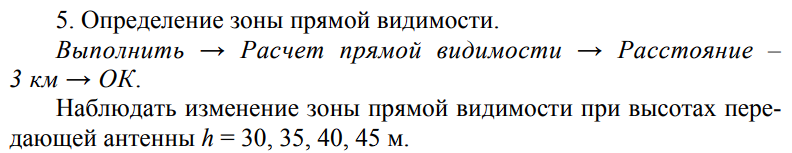 5. Определение зоны прямой видимости.
Выполнить → Расчет прямой видимости → Расстояние –
3 км → ОК.
Наблюдать изменение зоны прямой видимости при высотах пере-
дающей антенны h = 30, 35, 40, 45 м.